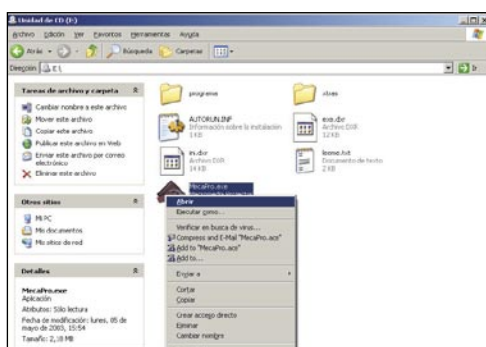 Unidad de CD (E:)
Archivo Edición Ver Favoritos Herramientas Ayuda
Atrás Búsqueda Carpetas
Dirección E:\ Ir
Tareas de archivo y carpeta
Cambiar nombre a este archivo
Mover este archivo
Copiar este archivo
Publicar este archivo en Web
Enviar este archivo por correo
electrónico
Eliminar este archivo
Otros sitios
Mi PC
Mis documentos
Mis sitios de red
Detalles
MecaPro.exe
Aplicación
Atributos: Sólo lectura
Fecha de modificación: lunes, 05 de
mayo de 2003, 15:54
Tamaño: 2,18 MB
programa
xtras
AUTORUN.INF
Información sobre la instalación
1 KB
exe.dxr
Archivo DXR
12 KB
in.dxr
Archivo DXR
14 KB
leeme.txt
Documento de texto
2 KB
MecaPro.exe
Abrir
Ejecutar como...
Verificar en busca de virus...
Compress and E-Mail "MecaPro.ace"
Add to "MecaPro.ace"
Add to...
Enviar a
Cortar
Copiar
Crear acceso directo
Eliminar
Cambiar nombre